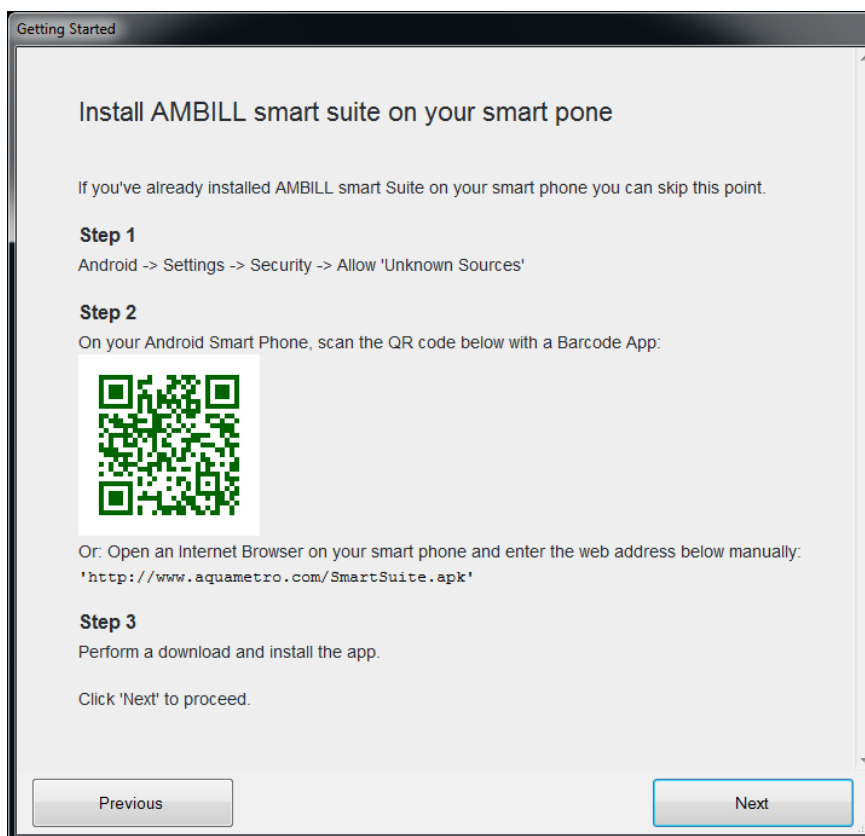 Getting Started
Install AMBILL smart suite on your smart pone
If you've already installed AMBILL smart Suite on your smart phone you can skip this point.
Step 1
Android -> Settings -> Security -> Allow 'Unknown Sources'
Step 2
On your Android Smart Phone, scan the QR code below with a Barcode App:
Or: Open an Internet Browser on your smart phone and enter the web address below manually:
'http://www.aquametro.com/SmartSuite.apk'
Step 3
Perform a download and install the app.
Click 'Next' to proceed.
Previous
Next